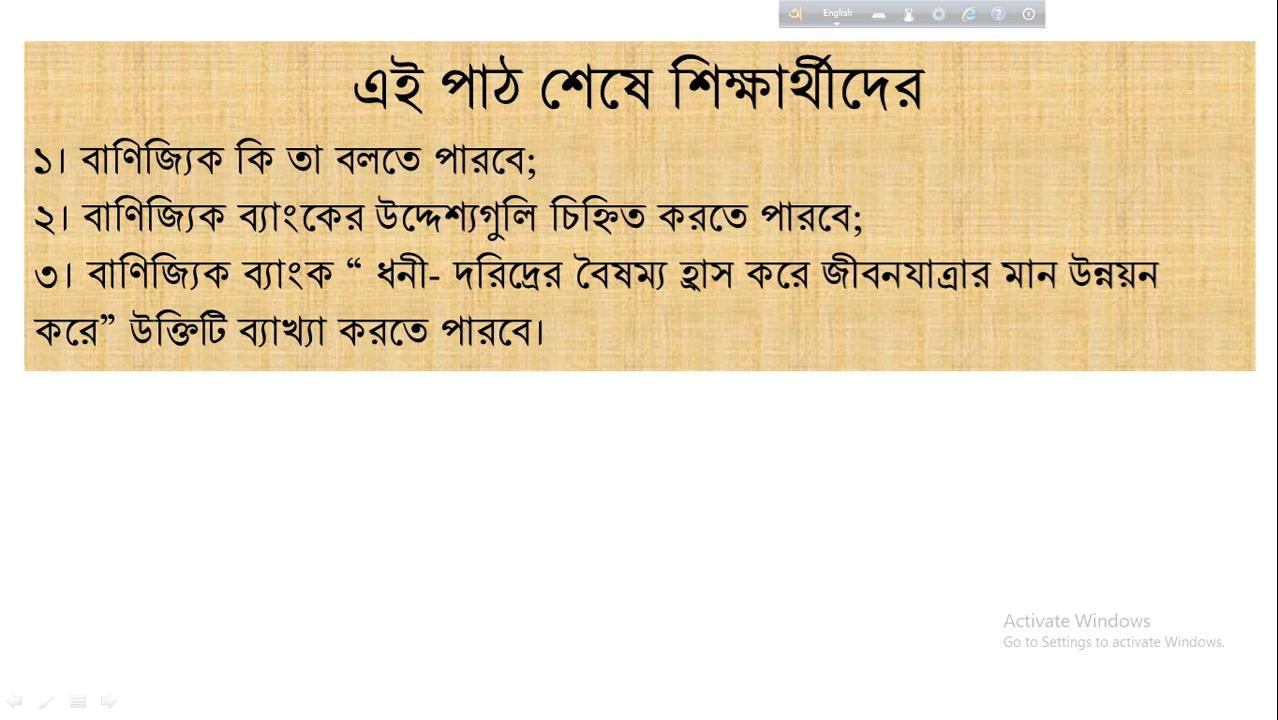 অ English
এই পাঠ শেষে শিক্ষার্থীদের
১। বাণিজ্যিক কি তা বলতে পারবে;
২। বাণিজ্যিক ব্যাংকের উদ্দেশ্যগুলি চিহ্নিত করতে পারবে;
৩। বাণিজ্যিক ব্যাংক “ ধনী- দরিদ্রের বৈষম্য হ্রাস করে জীবনযাত্রার মান উন্নয়ন
করে” উক্তিটি ব্যাখ্যা করতে পারবে।
Activate Windows
Go to Settings to activate Windows.